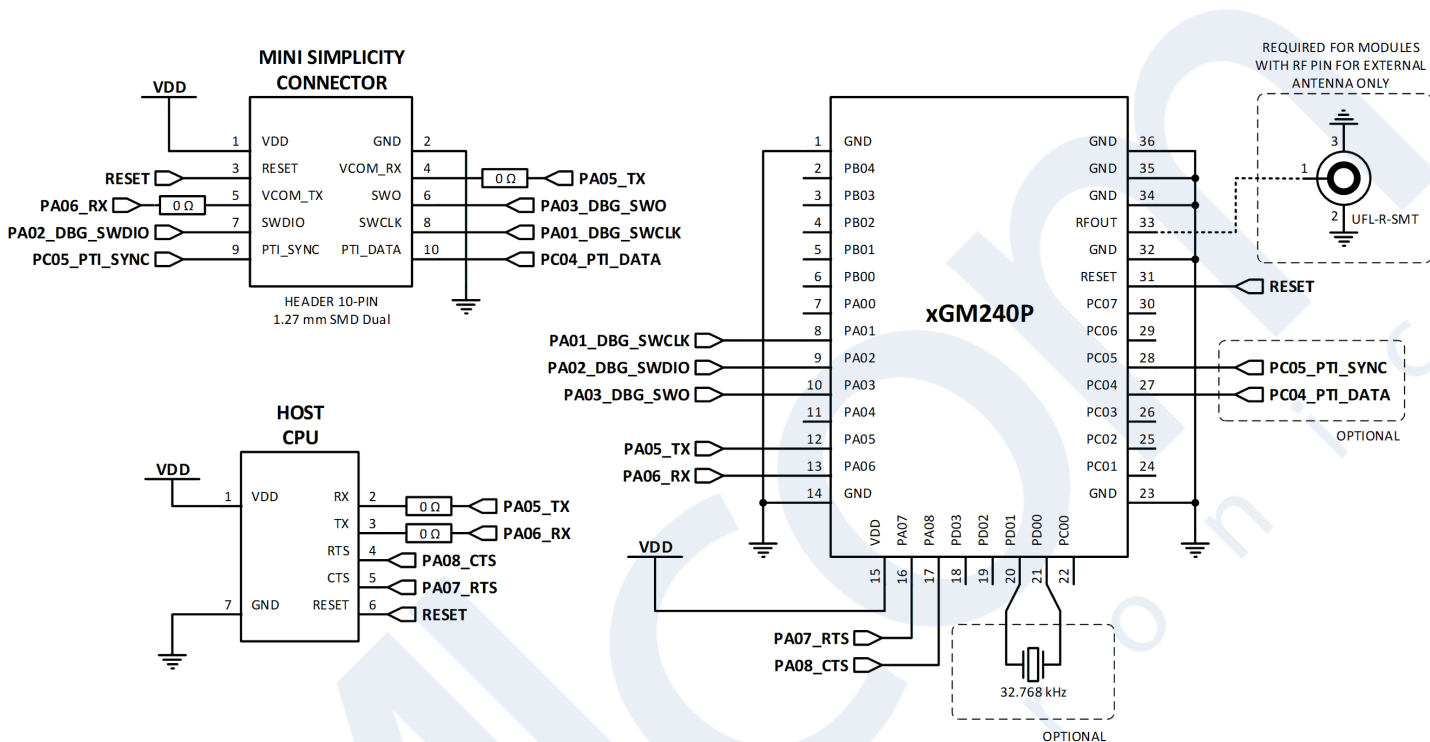 MINI SIMPLICITY
CONNECTOR
VDD
1 VDD GND 2
RESET 3 RESET VCOM_RX 4 0 Ω PA05_TX
PA06_RX 0 Ω 5 VCOM_TX SWO 6 PA03_DBG_SWO
PA02_DBG_SWDIO 7 SWDIO SWCLK 8 PA01_DBG_SWCLK
PC05_PTI_SYNC 9 PTI_SYNC PTI_DATA 10 PC04_PTI_DATA
HEADER 10-PIN
1.27 mm SMD Dual
HOST
CPU
VDD
1 VDD RX 2 0 Ω PA05_TX
TX 3 0 Ω PA06_RX
RTS 4 PA08_CTS
CTS 5 PA07_RTS
7 GND RESET 6 RESET
xGM240P
1 GND
2 PB04
3 PB03
4 PB02
5 PB01
6 PB00
7 PA00
PA01_DBG_SWCLK 8 PA01
PA02_DBG_SWDIO 9 PA02
PA03_DBG_SWO 10 PA03
11 PA04
PA05_TX 12 PA05
PA06_RX 13 PA06
14 GND
GND 36
GND 35
GND 34
RFOUT 33
GND 32
RESET 31 RESET
PC07 30
PC06 29
PC05 28 PC05_PTI_SYNC
PC04 27 PC04_PTI_DATA
PC03 26
PC02 25
PC01 24
GND 23
OPTIONAL
VDD PA07 PA08 PD03 PD02 PD01 PD00 PC00
15 16 17 18 19 20 21 22
VDD
PA07_RTS
PA08_CTS
32.768 kHz
OPTIONAL
REQUIRED FOR MODULES
WITH RF PIN FOR EXTERNAL
ANTENNA ONLY
3
1
2
UFL-R-SMT